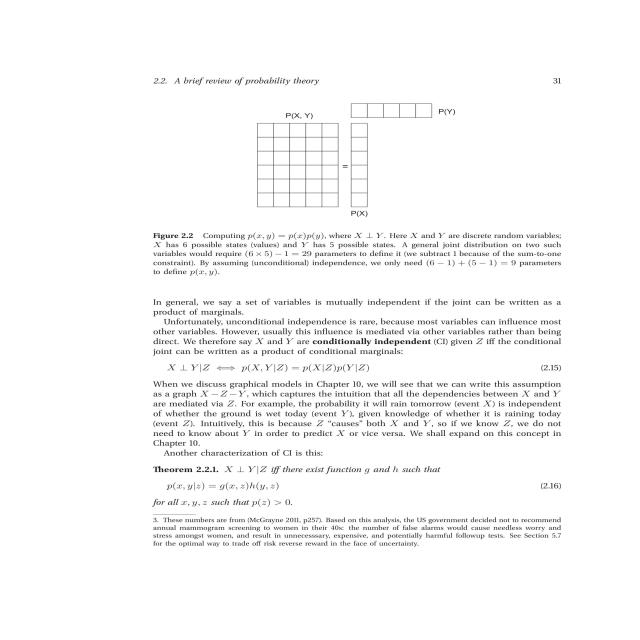 2.2. A brief review of probability theory 31
P(X, Y)
P(Y)
=
P(X)
Figure 2.2 Computing p(x, y) = p(x)p(y), where X ⊥ Y. Here X and Y are discrete random variables;
X has 6 possible states (values) and Y has 5 possible states. A general joint distribution on two such
variables would require (6 × 5) − 1 = 29 parameters to define it (we subtract 1 because of the sum-to-one
constraint). By assuming (unconditional) independence, we only need (6 − 1) + (5 − 1) = 9 parameters
to define p(x, y).
In general, we say a set of variables is mutually independent if the joint can be written as a
product of marginals.
Unfortunately, unconditional independence is rare, because most variables can influence most
other variables. However, usually this influence is mediated via other variables rather than being
direct. We therefore say X and Y are conditionally independent (CI) given Z iff the conditional
joint can be written as a product of conditional marginals:
X ⊥ Y|Z ⟺ p(X, Y|Z) = p(X|Z)p(Y|Z) (2.15)
When we discuss graphical models in Chapter 10, we will see that we can write this assumption
as a graph X − Z − Y, which captures the intuition that all the dependencies between X and Y
are mediated via Z. For example, the probability it will rain tomorrow (event X) is independent
of whether the ground is wet today (event Y), given knowledge of whether it is raining today
(event Z). Intuitively, this is because Z "causes" both X and Y, so if we know Z, we do not
need to know about Y in order to predict X or vice versa. We shall expand on this concept in
Chapter 10.
Another characterization of CI is this:
Theorem 2.2.1. X ⊥ Y|Z iff there exist function g and h such that
p(x, y|z) = g(x, z)h(y, z) (2.16)
for all x, y, z such that p(z) > 0.
3. These numbers are from (McGrayne 2011, p257). Based on this analysis, the US government decided not to recommend
annual mammogram screening to women in their 40s: the number of false alarms would cause needless worry and
stress amongst women, and result in unnecesssary, expensive, and potentially harmful followup tests. See Section 5.7
for the optimal way to trade off risk reverse reward in the face of uncertainty.